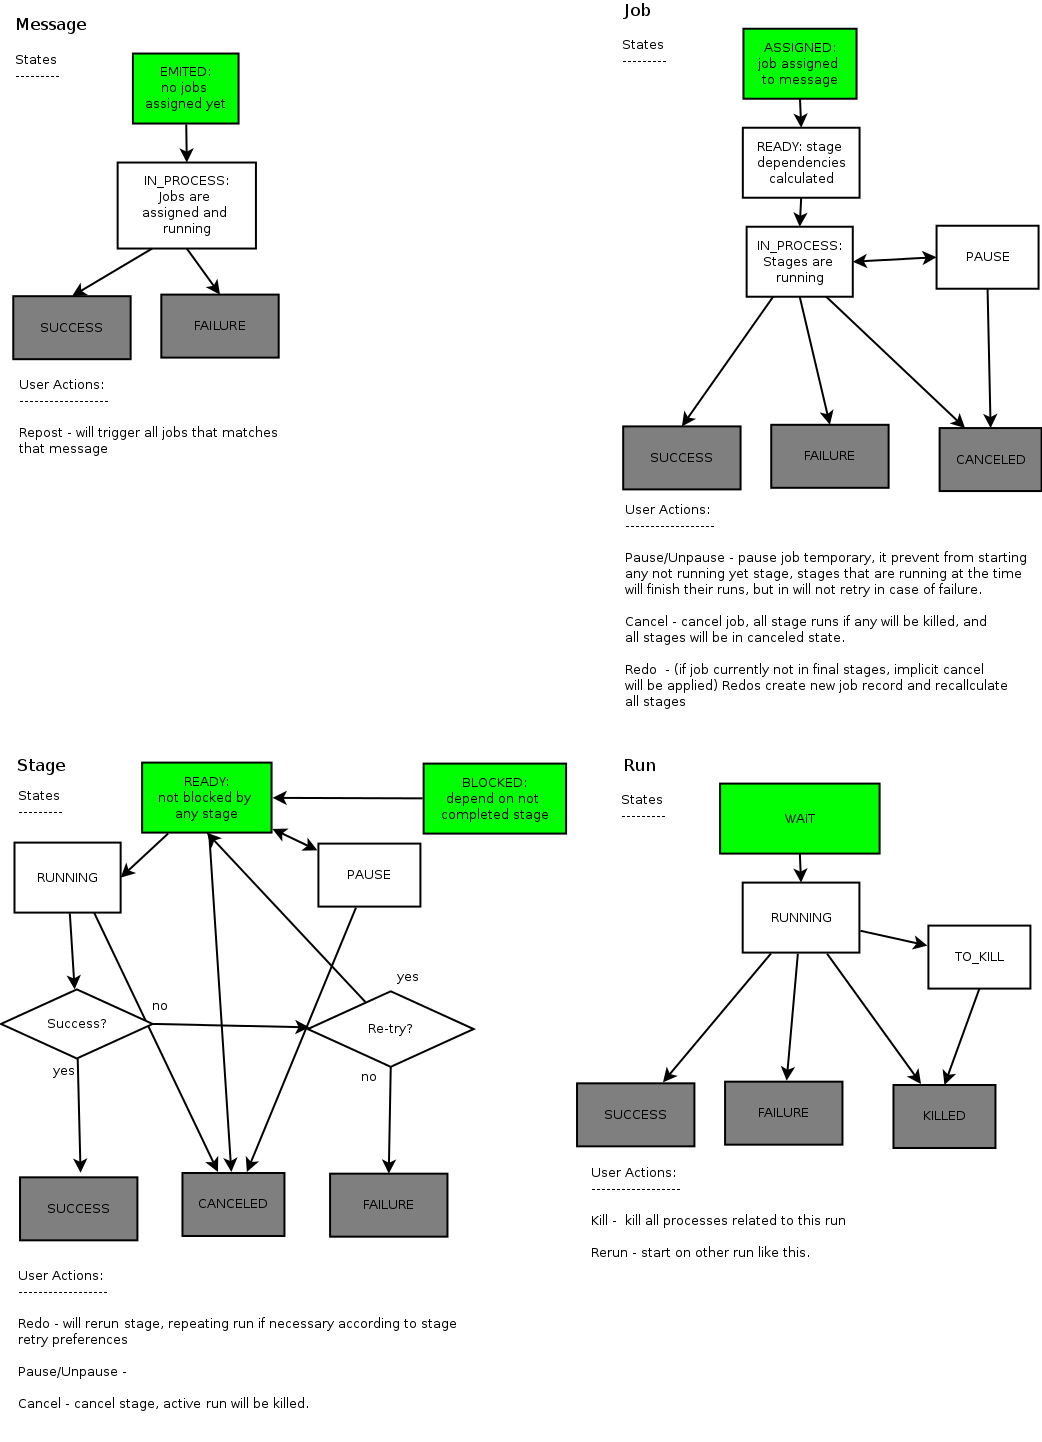 Message
States
---------
EMITED:
no jobs
assigned yet
IN_PROCESS:
Jobs are
assigned and
running
SUCCESS
FAILURE
User Actions:
------------------
Repost - will trigger all jobs that matches
that message
Job
States
---------
ASSIGNED:
job assigned
to message
READY: stage
dependencies
calculated
IN_PROCESS:
Stages are
running
PAUSE
SUCCESS
FAILURE
CANCELED
User Actions:
------------------
Pause/Unpause - pause job temporary, it prevent from starting
any not running yet stage, stages that are running at the time
will finish their runs, but in will not retry in case of failure.
Cancel - cancel job, all stage runs if any will be killed, and
all stages will be in canceled state.
Redo  - (if job currently not in final stages, implicit cancel
will be applied) Redos create new job record and recallculate
all stages
Stage
States
---------
READY:
not blocked by
any stage
BLOCKED:
depend on not
completed stage
RUNNING
PAUSE
Success?
no
yes
Re-try?
yes
no
SUCCESS
CANCELED
FAILURE
User Actions:
------------------
Redo - will rerun stage, repeating run if necessary according to stage
retry preferences
Pause/Unpause -
Cancel - cancel stage, active run will be killed.
Run
States
---------
WAIT
RUNNING
TO_KILL
SUCCESS
FAILURE
KILLED
User Actions:
------------------
Kill -  kill all processes related to this run
Rerun - start on other run like this.